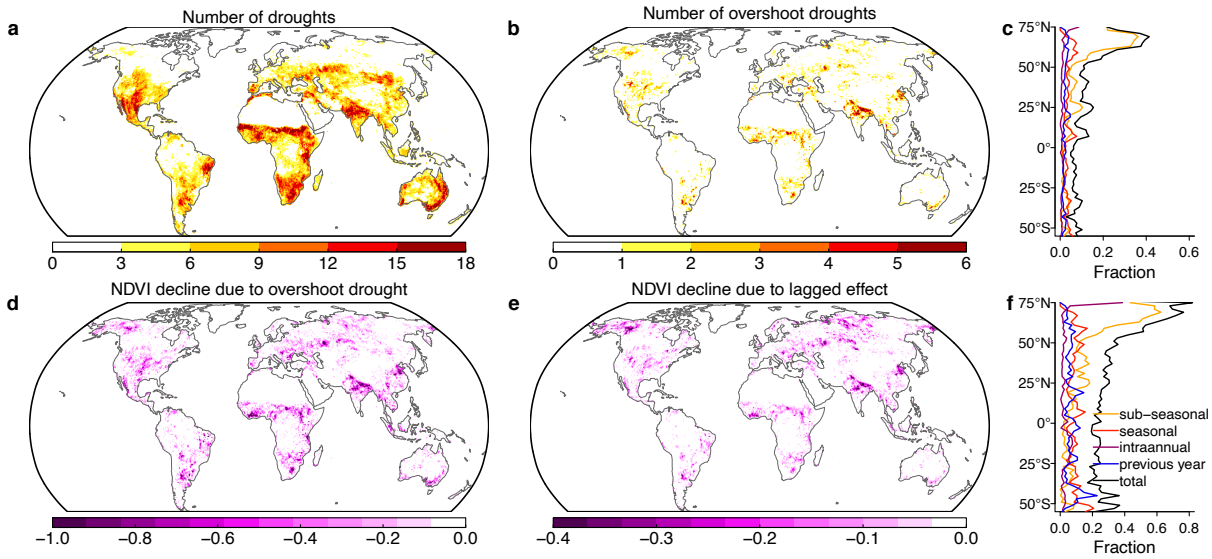 a
Number of droughts
0 3 6 9 12 15 18
b
Number of overshoot droughts
0 1 2 3 4 5 6
c
75°N
50°N
25°N
0°
25°S
50°S
0.0 0.2 0.4 0.6
Fraction
d
NDVI decline due to overshoot drought
−1.0 −0.8 −0.6 −0.4 −0.2 0.0
e
NDVI decline due to lagged effect
−0.4 −0.3 −0.2 −0.1 0.0
f
75°N
50°N
25°N
0°
25°S
50°S
sub−seasonal
seasonal
intraannual
previous year
total
0.0 0.2 0.4 0.6 0.8
Fraction